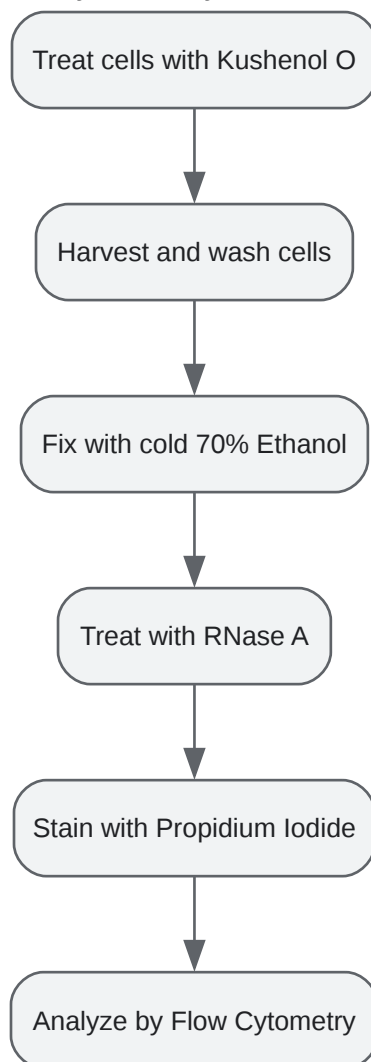 Treat cells with Kushenol O
Harvest and wash cells
Fix with cold 70% Ethanol
Treat with RNase A
Stain with Propidium Iodide
Analyze by Flow Cytometry